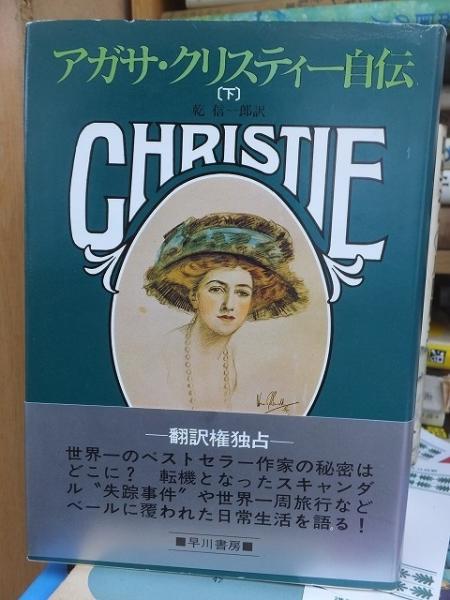 アガサ・クリスティー自伝
〔下〕
乾 信一郎訳
CHRISTIE
—翻訳権独占—
世界一のベストセラー作家の秘密は
どこに？ 転機となったスキャンダ
ル〝失踪事件〟や世界一周旅行など
ベールに覆われた日常生活を語る！
■早川書房■